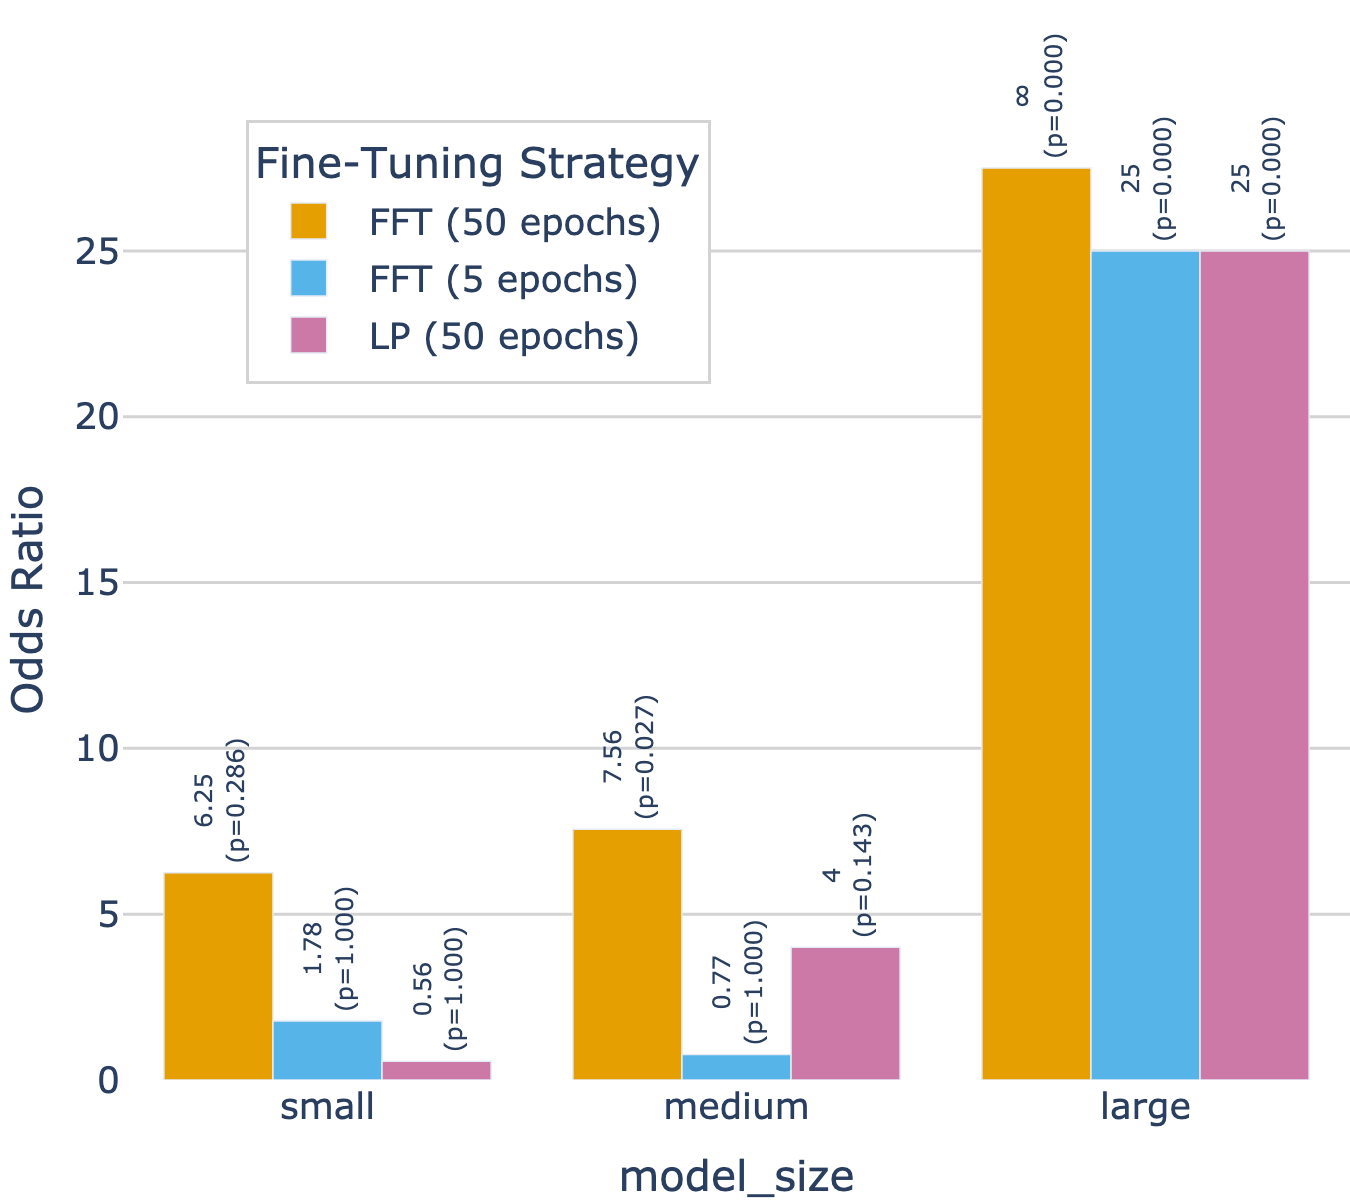 Fine-Tuning Strategy
FFT (50 epochs)
FFT (5 epochs)
LP (50 epochs)
Odds Ratio
25
20
15
10
5
0
6.25
(p=0.286)
1.78
(p=1.000)
0.56
(p=1.000)
7.56
(p=0.027)
0.77
(p=1.000)
4
(p=0.143)
∞
(p=0.000)
25
(p=0.000)
25
(p=0.000)
small
medium
large
model_size